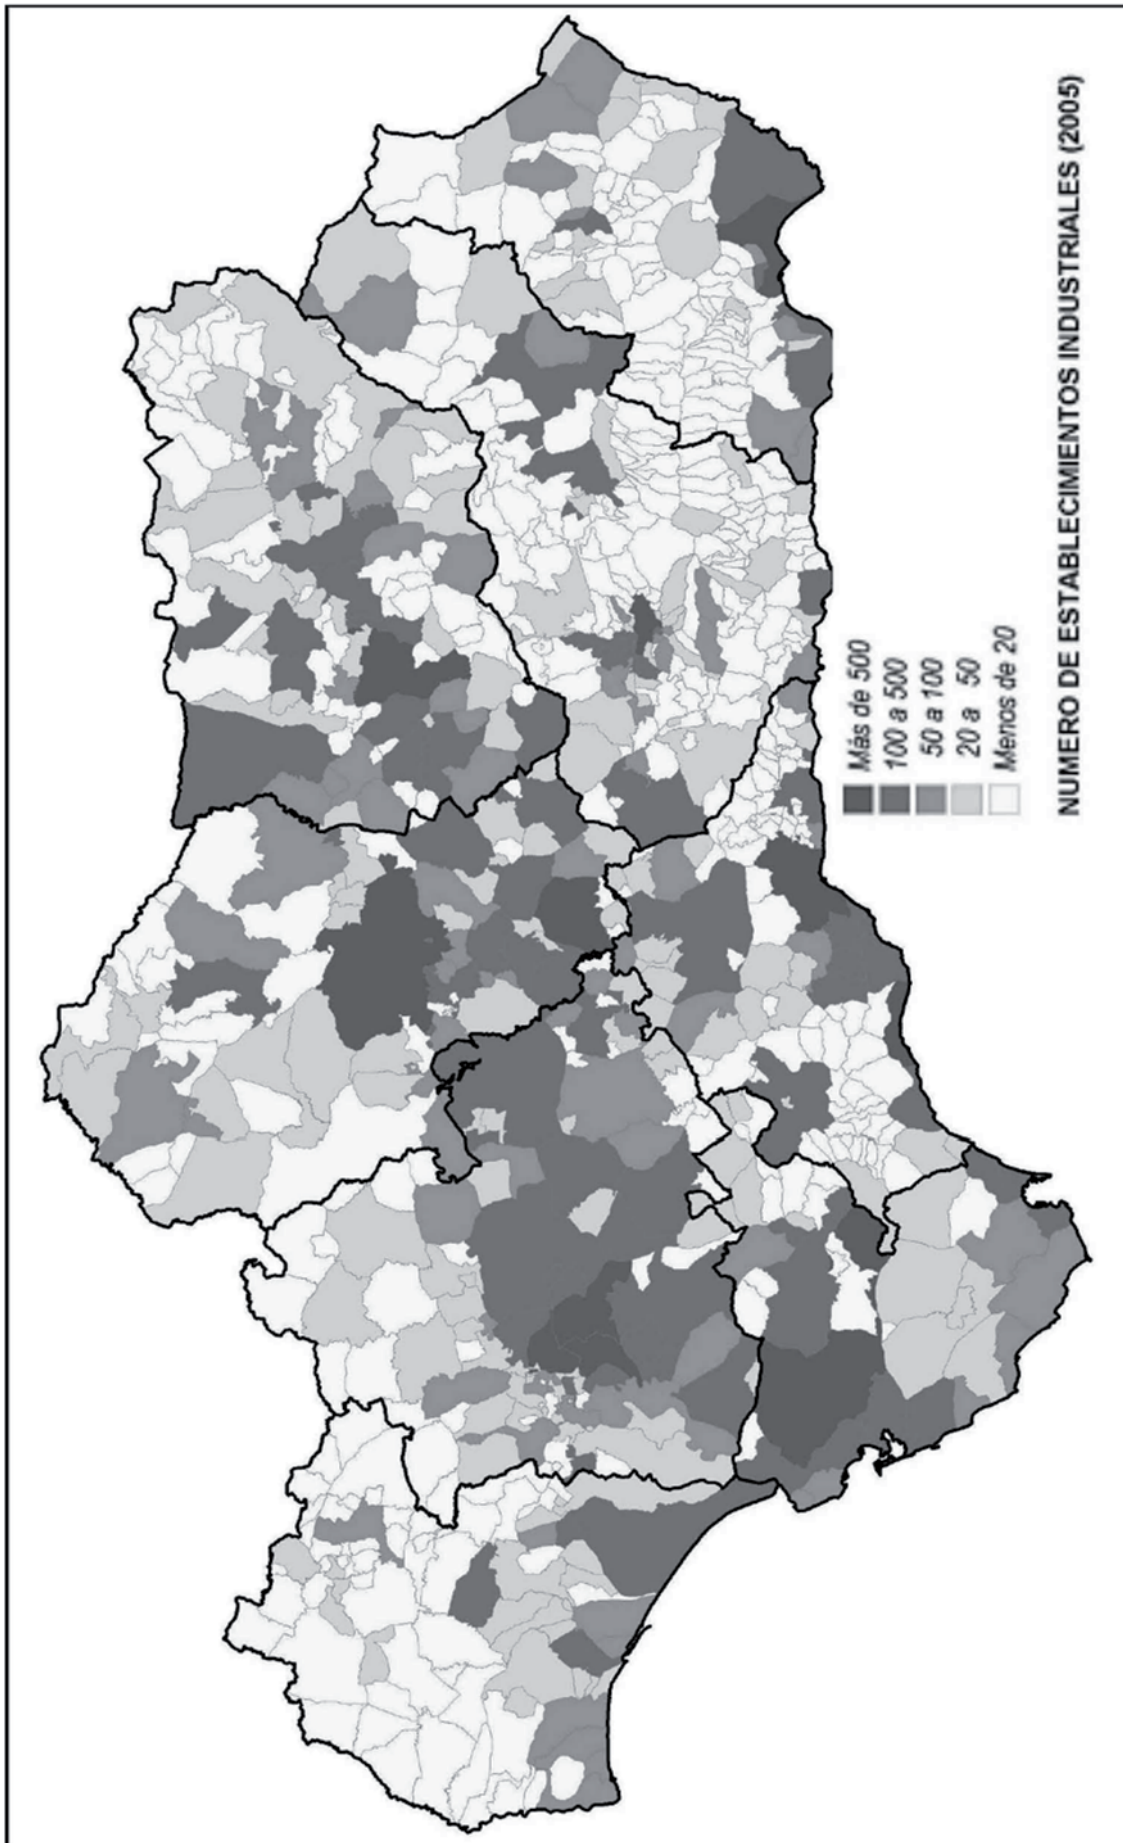 Más de 500
100 a 500
50 a 100
20 a 50
Menos de 20
NUMERO DE ESTABLECIMIENTOS INDUSTRIALES (2005)